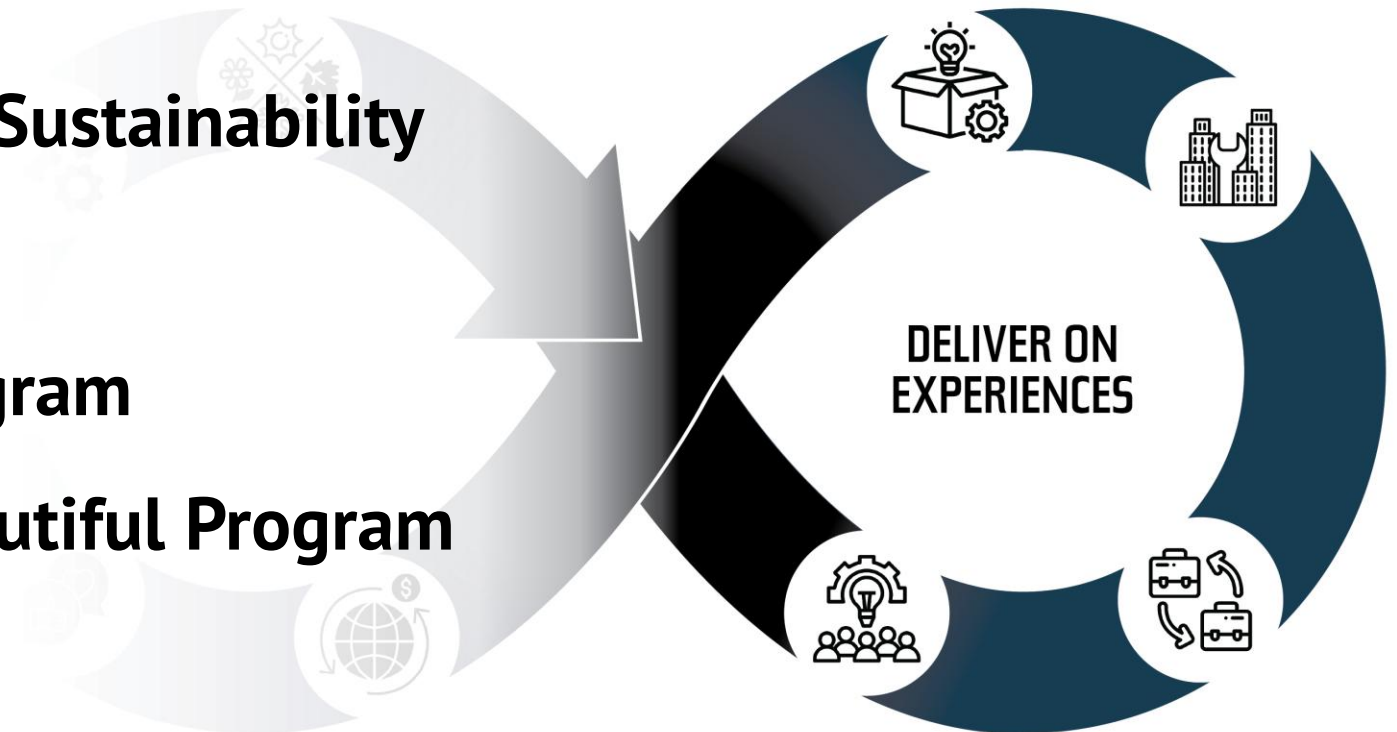 Sustainability
gram
utiful Program
DELIVER ON
EXPERIENCES
$